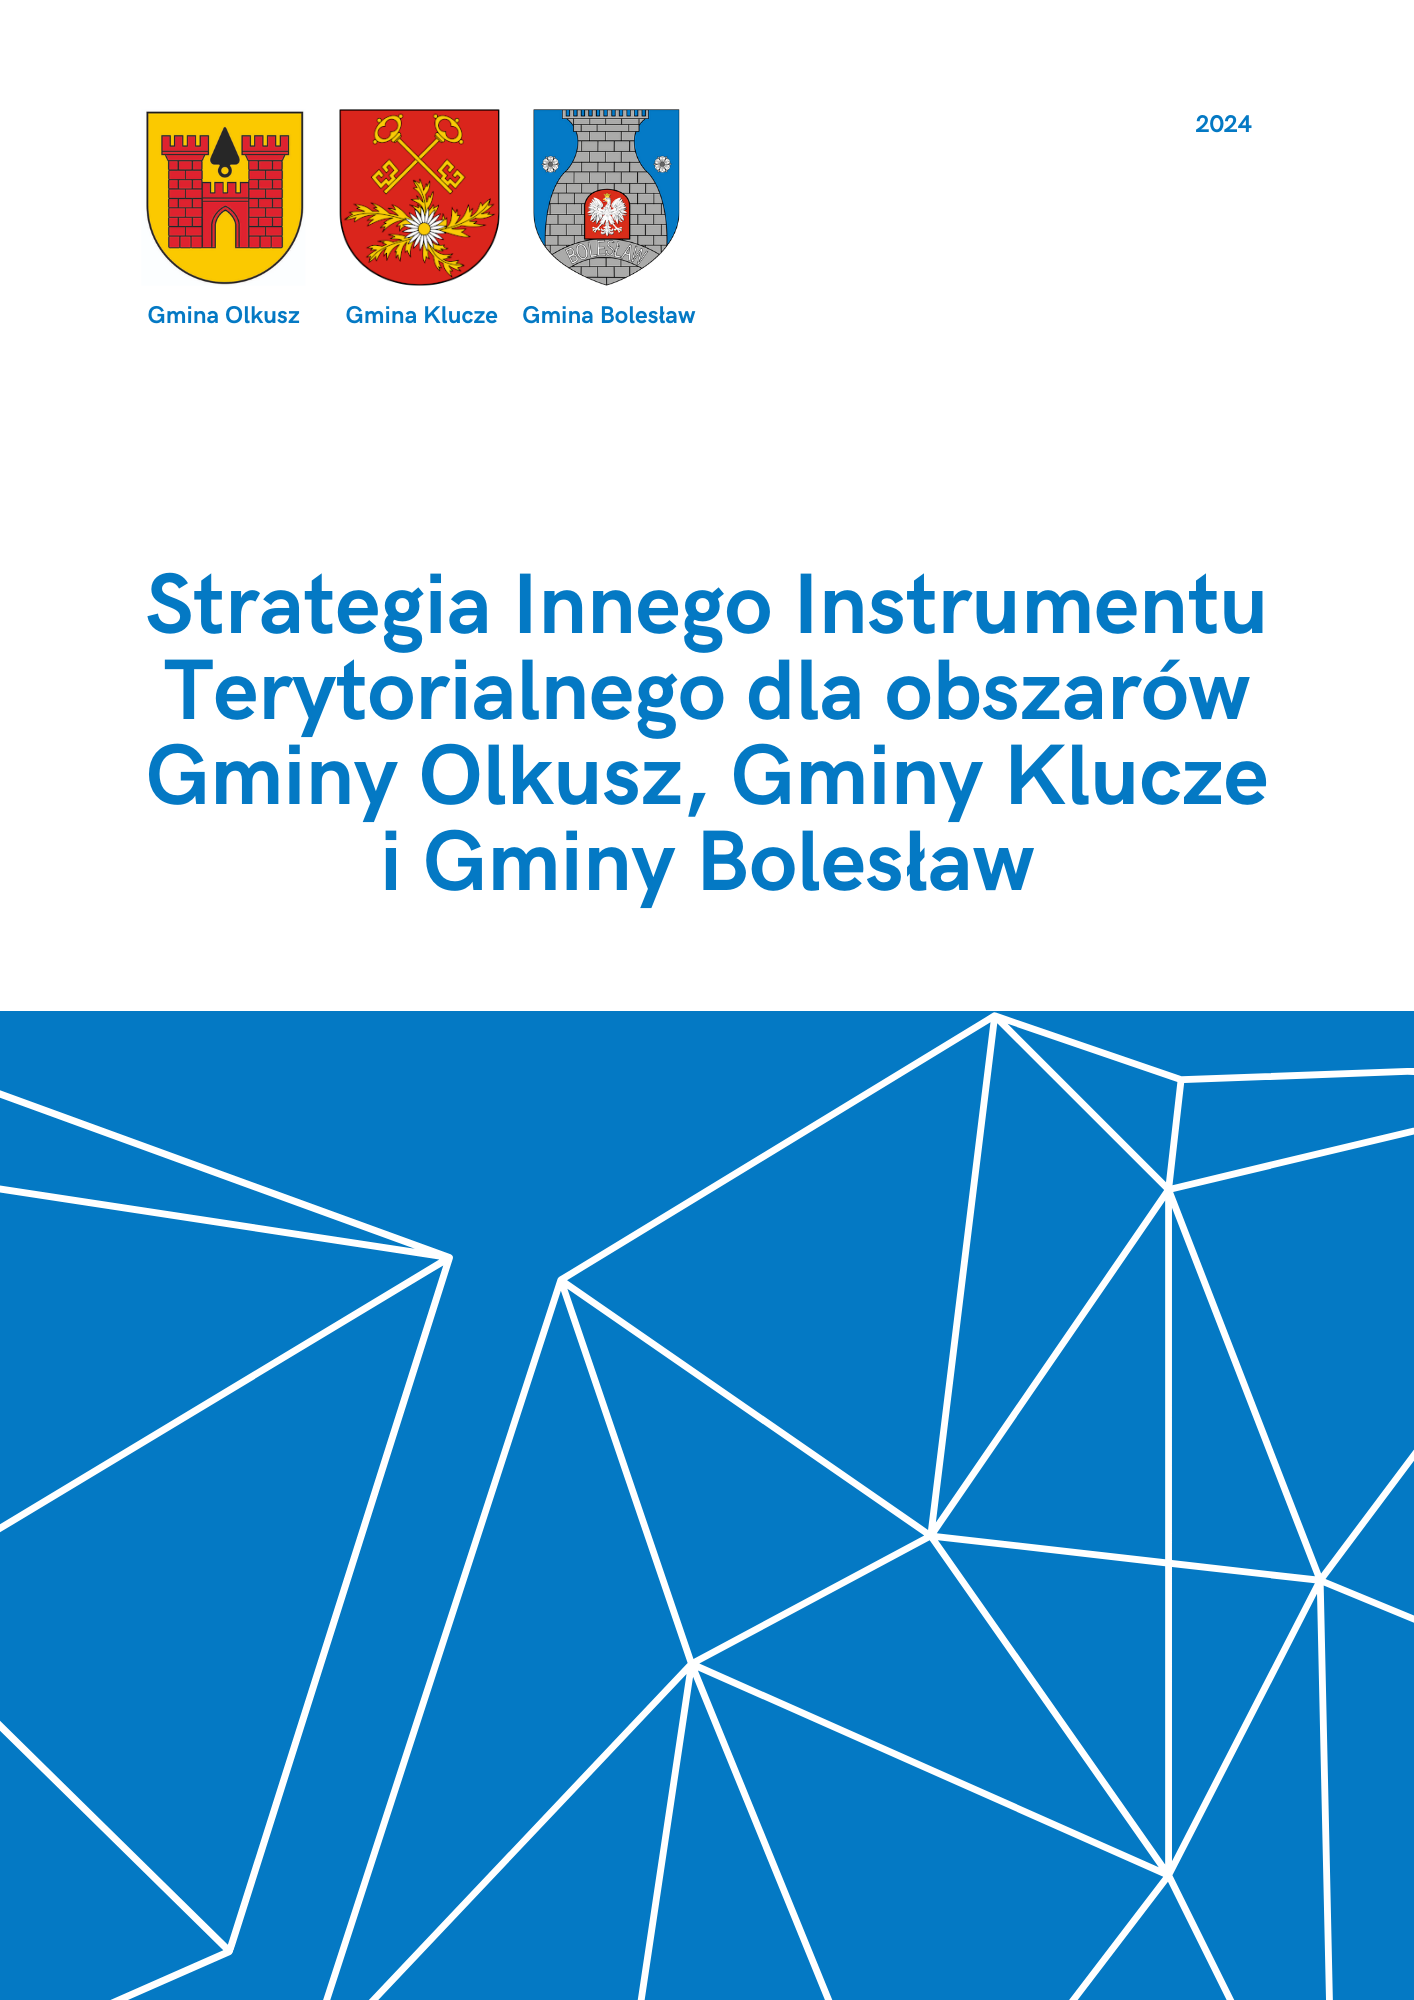 2024
BOLESŁAW
Gmina Olkusz
Gmina Klucze
Gmina Bolesław
Strategia Innego Instrumentu
Terytorialnego dla obszarów
Gminy Olkusz, Gminy Klucze
i Gminy Bolesław